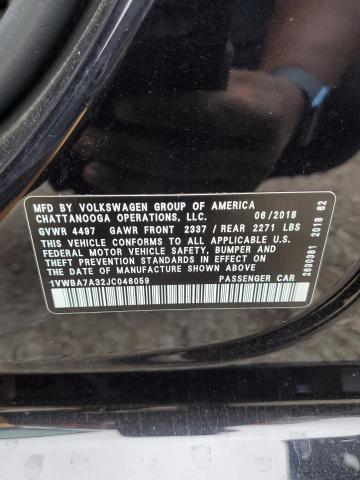 MFD BY VOLKSWAGEN GROUP OF AMERICA
CHATTANOOGA OPERATIONS, LLC. 06/2018
GVWR 4497 GAWR FRONT 2337 / REAR 2271 LBS
THIS VEHICLE CONFORMS TO ALL APPLICABLE U.S.
FEDERAL MOTOR VEHICLE SAFETY, BUMPER AND
THEFT PREVENTION STANDARDS IN EFFECT ON
THE DATE OF MANUFACTURE SHOWN ABOVE.
1VWBA7A32JC046059 PASSENGER CAR
2690381 2018 62